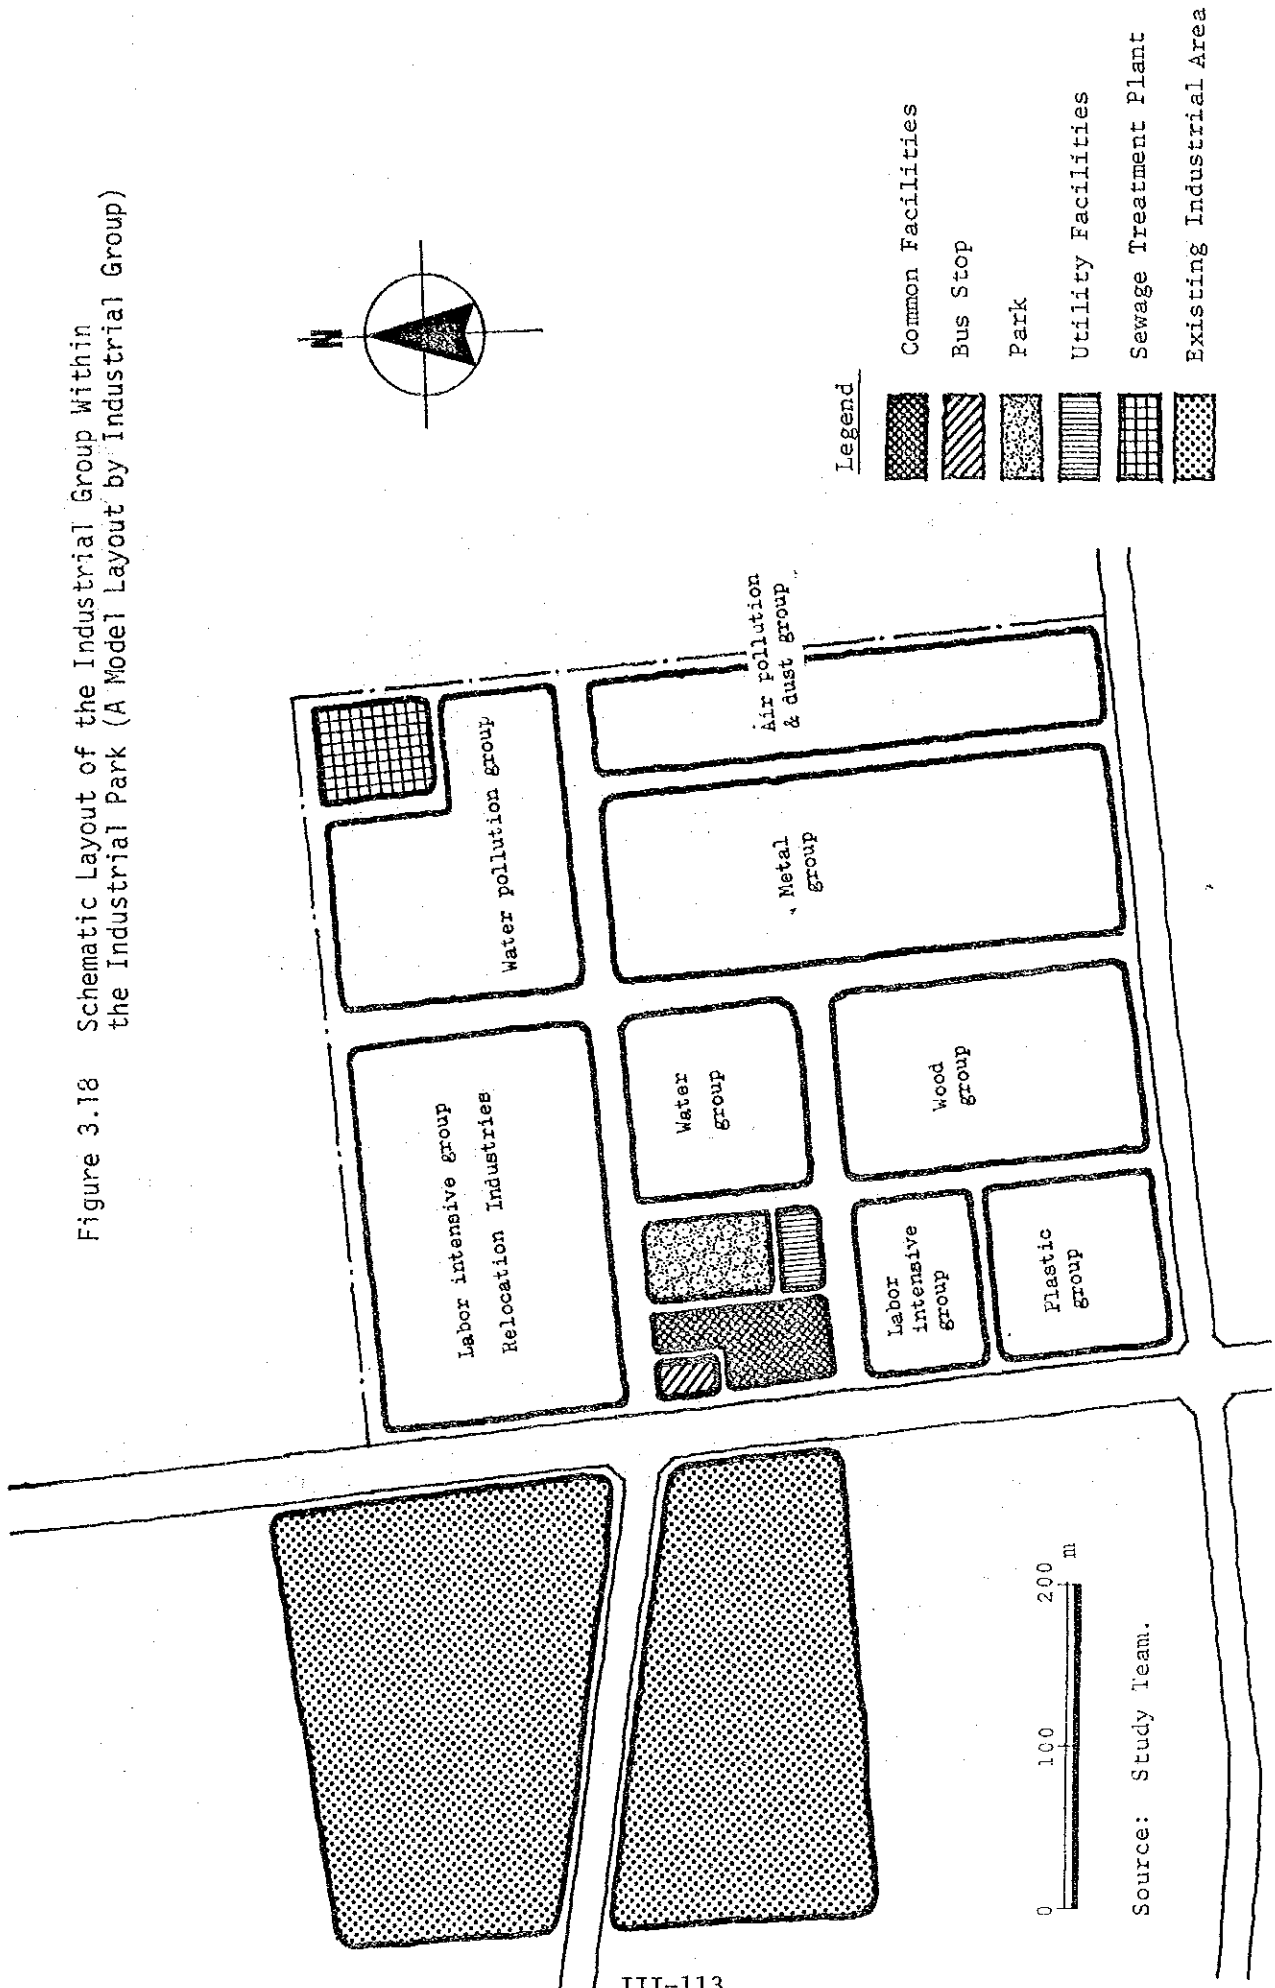 Figure 3.18 Schematic Layout of the Industrial Group Within
the Industrial Park (A Model Layout by Industrial Group)
N
Labor intensive group
Relocation Industries
Water pollution group
Water
group
Metal
group
Air pollution
& dust group
Labor
intensive
group
Plastic
group
Wood
group
Legend
Common Facilities
Bus Stop
Park
Utility Facilities
Sewage Treatment Plant
Existing Industrial Area
0 100 200
m
Source: Study Team.
III-113